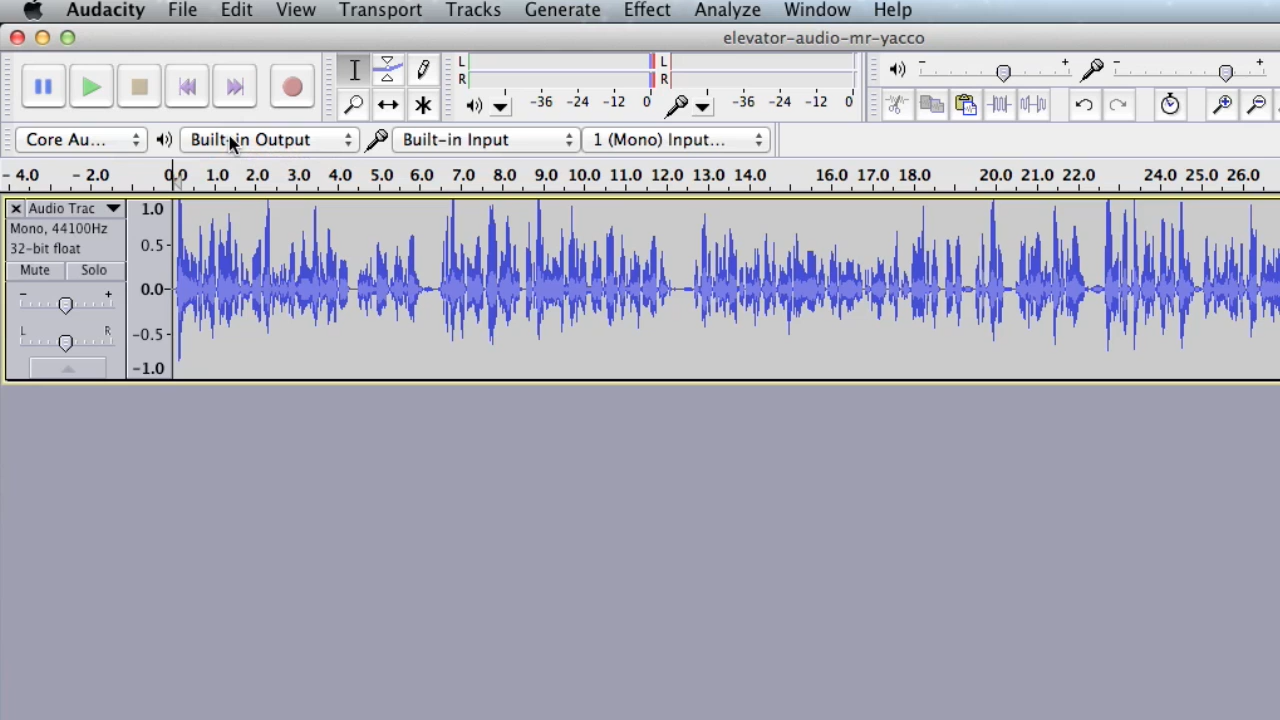 Audacity File Edit View Transport Tracks Generate Effect Analyze Window Help
elevator-audio-mr-yacco
L L
R R
-36 -24 -12 0 -36 -24 -12 0
Core Au... Built-in Output Built-in Input 1 (Mono) Input...
- 4.0 - 2.0 0.0 1.0 2.0 3.0 4.0 5.0 6.0 7.0 8.0 9.0 10.0 11.0 12.0 13.0 14.0 16.0 17.0 18.0 20.0 21.0 22.0 24.0 25.0 26.0
Audio Trac 1.0
Mono, 44100Hz
32-bit float 0.5
Mute Solo
- + 0.0
L R -0.5
-1.0